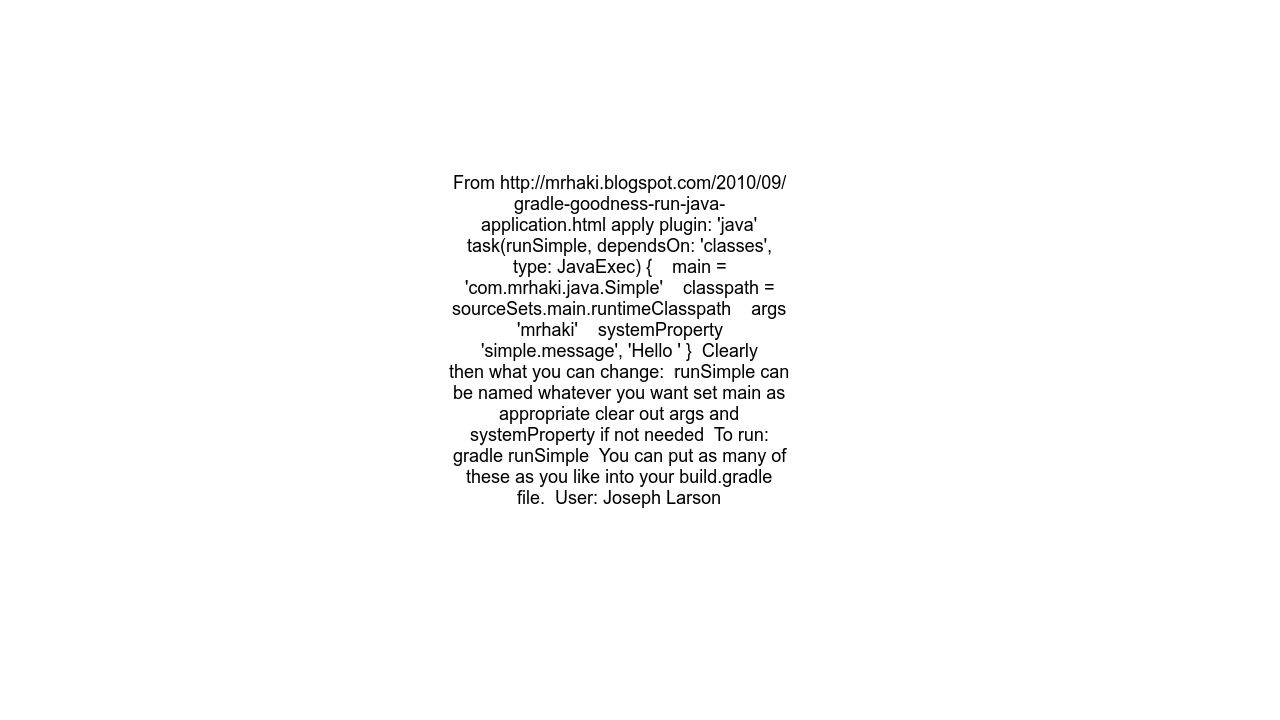 From http://mrhaki.blogspot.com/2010/09/
gradle-goodness-run-java-
application.html apply plugin: 'java'
task(runSimple, dependsOn: 'classes',
type: JavaExec) {    main =
'com.mrhaki.java.Simple'    classpath =
sourceSets.main.runtimeClasspath    args
'mrhaki'    systemProperty
'simple.message', 'Hello ' }  Clearly
then what you can change:  runSimple can
be named whatever you want set main as
appropriate clear out args and
systemProperty if not needed  To run:
gradle runSimple  You can put as many of
these as you like into your build.gradle
file.  User: Joseph Larson